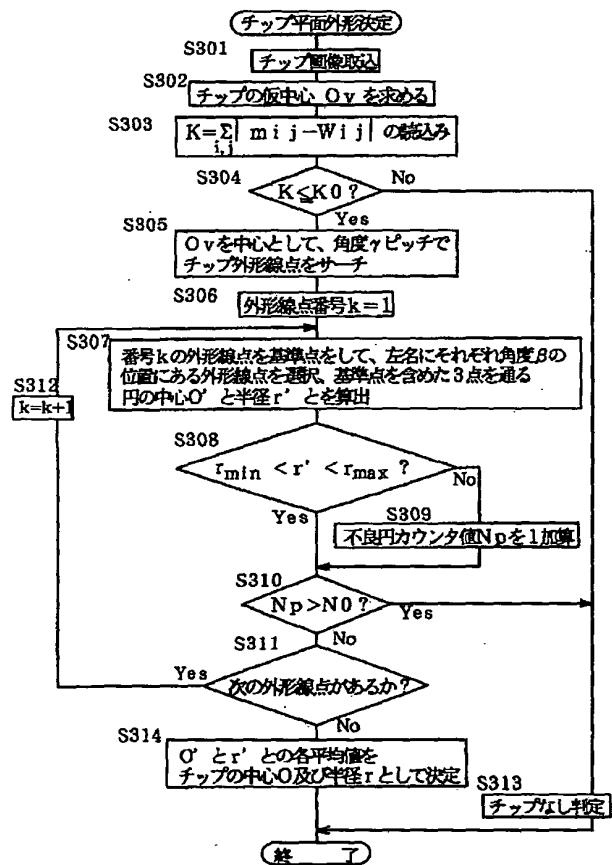 チップ平面外形決定
S301
チップ画像取込
S302
チップの仮中心 Ov を求める
S303
K=Σ| mij−Wij| の読込み
i,j
S304
K≦K0?
No
Yes
S305
Ovを中心として、角度γピッチで
チップ外形線点をサーチ
S306
外形線点番号k=1
S307
番号kの外形線点を基準点をして、左名にそれぞれ角度βの
位置にある外形線点を選択、基準点を含めた3点を通る
円の中心O'と半径r'とを算出
S312
k=k+1
S308
rmin < r' < rmax ?
No
Yes
S309
不良円カウンタ値Npを1加算
S310
Np>N0?
Yes
No
S311
Yes
次の外形線点があるか?
No
S314
O'とr'との各平均値を
チップの中心O及び半径rとして決定
S313
チップなし判定
終 了